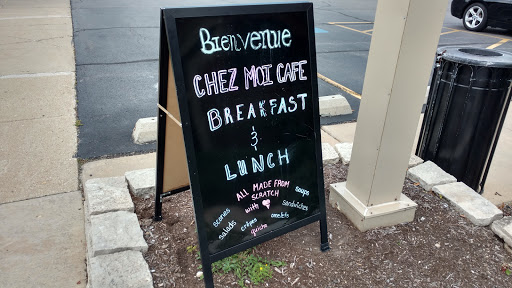 Bienvenue
CHEZ MOI CAFE
BREAKFAST
&
LUNCH
ALL MADE FROM
SCRATCH
with ♥
scones crepes omelets sandwiches soups
salads quiche